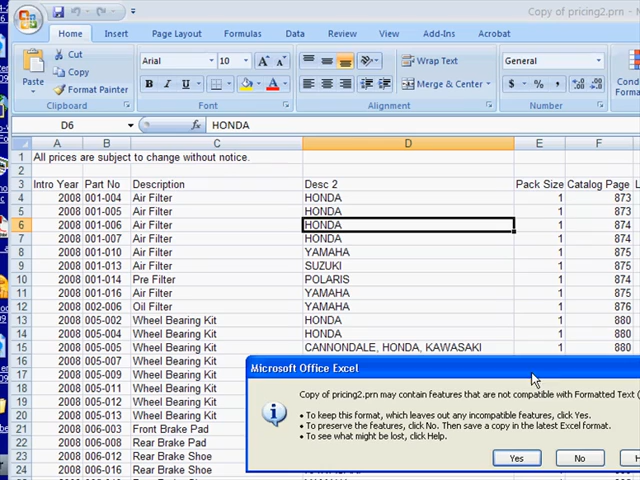 Copy of pricing2.prn - M
Home Insert Page Layout Formulas Data Review View Add-Ins Acrobat
Cut
Copy
Format Painter
Paste
Clipboard
Arial 10
B I U
Font
Wrap Text
Merge & Center
Alignment
General
$ % ,
Number
Condi
Form
D6 fx HONDA
A B C D E F
1 All prices are subject to change without notice.
2
3 Intro Year Part No Description Desc 2 Pack Size Catalog Page L
4 2008 001-004 Air Filter HONDA 1 873
5 2008 001-005 Air Filter HONDA 1 873
6 2008 001-006 Air Filter HONDA 1 874
7 2008 001-007 Air Filter HONDA 1 874
8 2008 001-010 Air Filter YAMAHA 1 875
9 2008 001-013 Air Filter SUZUKI 1 875
10 2008 001-014 Pre Filter POLARIS 1 874
11 2008 001-016 Air Filter YAMAHA 1 875
12 2008 002-006 Oil Filter YAMAHA 1 876
13 2008 005-002 Wheel Bearing Kit HONDA 1 880
14 2008 005-004 Wheel Bearing Kit HONDA 1 880
15 2008 005-005 Wheel Bearing Kit CANNONDALE, HONDA, KAWASAKI 1 880
16 2008 005-007 Wheel Bearing Kit
17 2008 005-009 Wheel Bearing Kit
18 2008 005-011 Wheel Bearing Kit
19 2008 005-012 Wheel Bearing Kit
20 2008 005-013 Wheel Bearing Kit
21 2008 006-003 Front Brake Pad
22 2008 006-008 Rear Brake Pad
23 2008 006-012 Rear Brake Shoe
24 2008 006-016 Rear Brake Shoe
Microsoft Office Excel
Copy of pricing2.prn may contain features that are not compatible with Formatted Text (
• To keep this format, which leaves out any incompatible features, click Yes.
• To preserve the features, click No. Then save a copy in the latest Excel format.
• To see what might be lost, click Help.
Yes No H